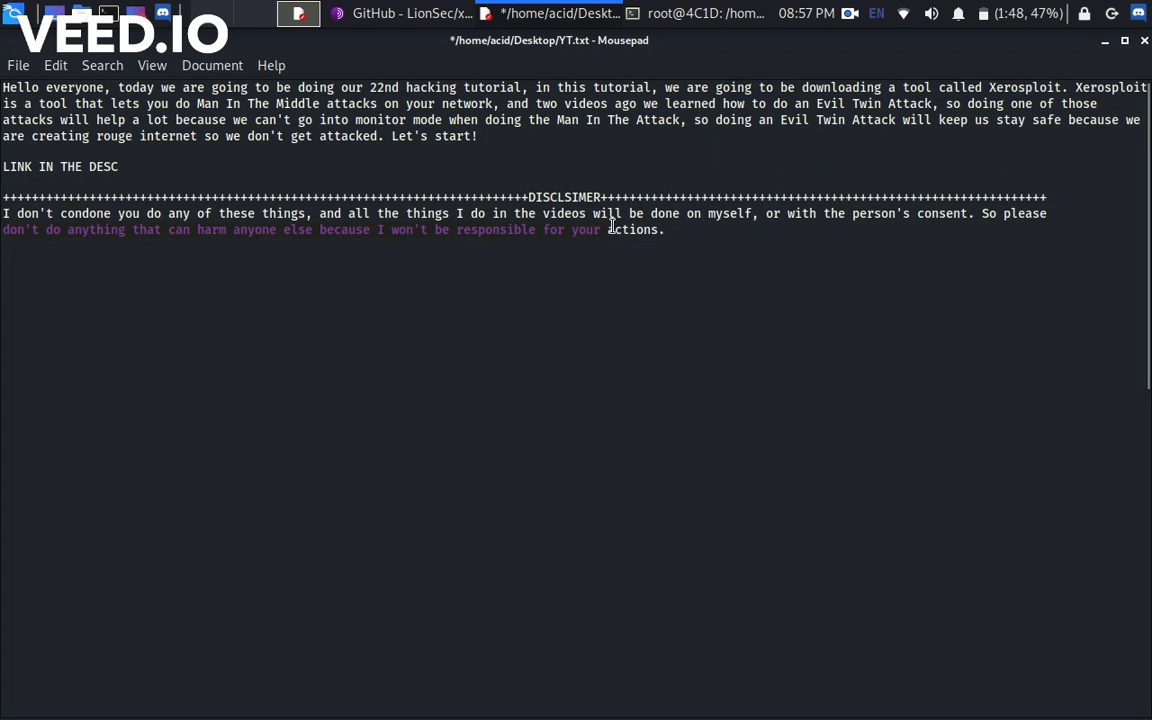 GitHub - LionSec/x... */home/acid/Deskt... root@4C1D: /hom... 08:57 PM EN (1:48, 47%)
VEED.IO
*/home/acid/Desktop/YT.txt - Mousepad
File Edit Search View Document Help
Hello everyone, today we are going to be doing our 22nd hacking tutorial, in this tutorial, we are going to be downloading a tool called Xerosploit. Xerosploit
is a tool that lets you do Man In The Middle attacks on your network, and two videos ago we learned how to do an Evil Twin Attack, so doing one of those
attacks will help a lot because we can't go into monitor mode when doing the Man In The Attack, so doing an Evil Twin Attack will keep us stay safe because we
are creating rouge internet so we don't get attacked. Let's start!
LINK IN THE DESC
+++++++++++++++++++++++++++++++++++++++++++++++++++++++++++++++++++++++++DISCLSIMER++++++++++++++++++++++++++++++++++++++++++++++++++++++++++++++
I don't condone you do any of these things, and all the things I do in the videos will be done on myself, or with the person's consent. So please
don't do anything that can harm anyone else because I won't be responsible for your actions.